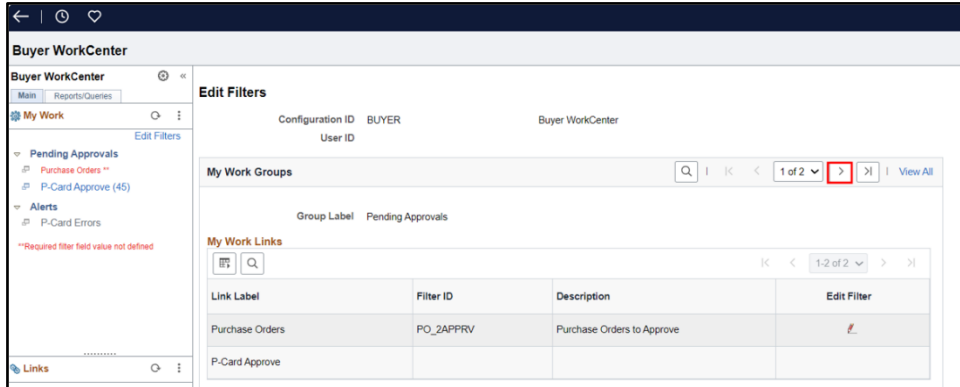 Buyer WorkCenter
Buyer WorkCenter
Main Reports/Queries
My Work
Edit Filters
Pending Approvals
Purchase Orders **
P-Card Approve (45)
Alerts
P-Card Errors
**Required filter field value not defined
Links
Edit Filters
Configuration ID BUYER Buyer WorkCenter
User ID
My Work Groups 1 of 2 View All
Group Label Pending Approvals
My Work Links
1-2 of 2
Link Label Filter ID Description Edit Filter
Purchase Orders PO_2APPRV Purchase Orders to Approve
P-Card Approve